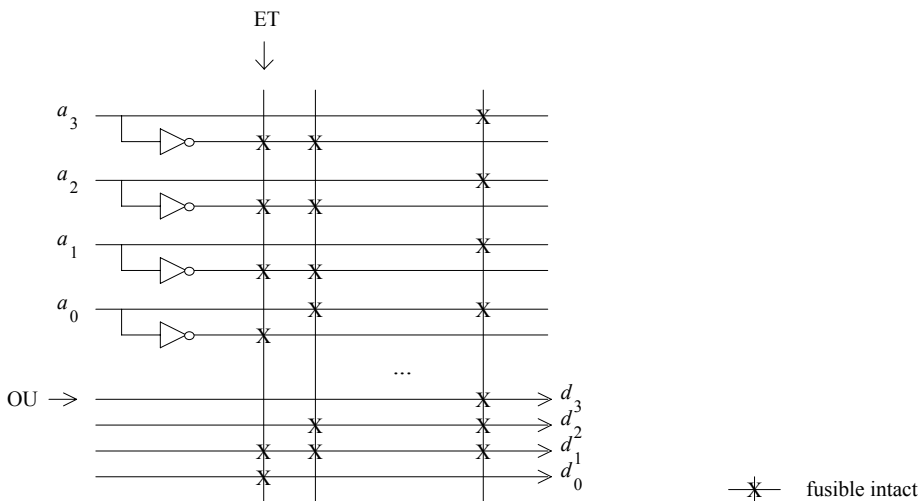 ET
a3
a2
a1
a0
...
OU
d3
d2
d1
d0
X fusible intact